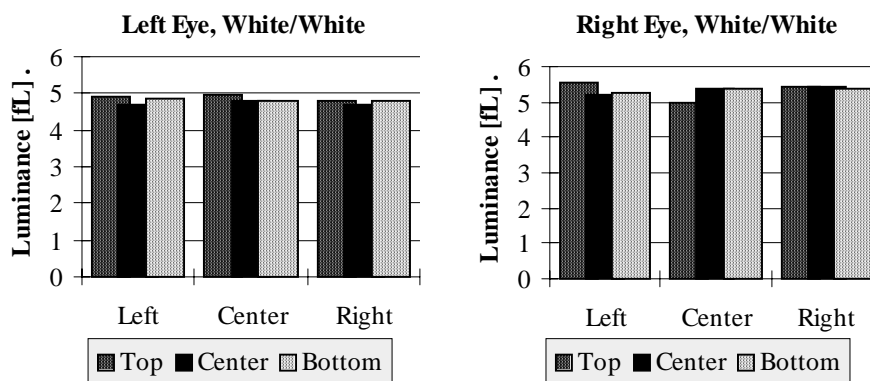 Left Eye, White/White
Luminance [fL] .
6
5
4
3
2
1
0
Left Center Right
Top Center Bottom
Right Eye, White/White
Luminance [fL] .
6
5
4
3
2
1
0
Left Center Right
Top Center Bottom